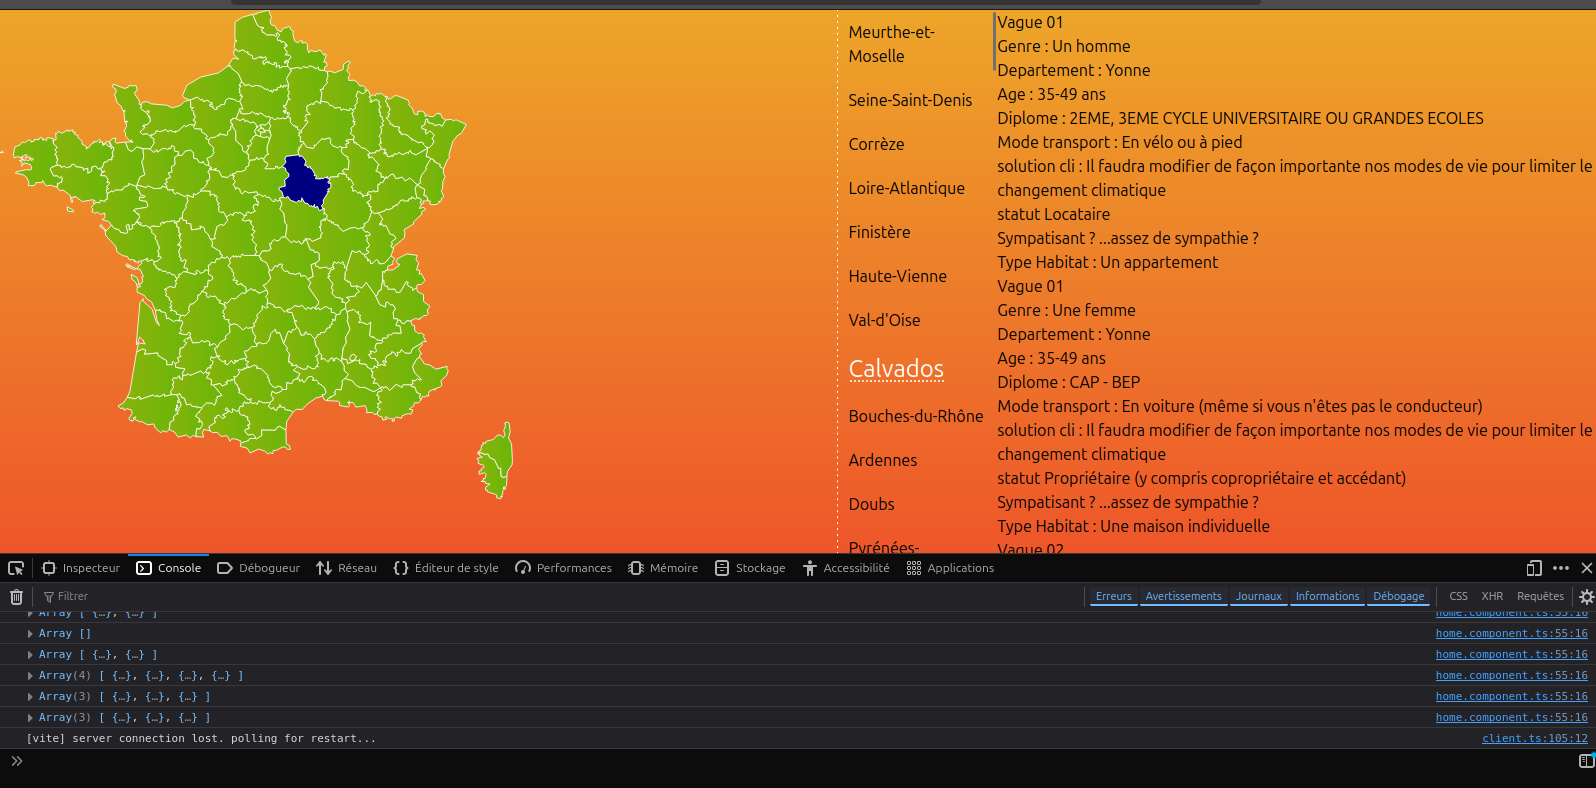 Meurthe-et-
Moselle
Seine-Saint-Denis
Corrèze
Loire-Atlantique
Finistère
Haute-Vienne
Val-d'Oise
Calvados
Bouches-du-Rhône
Ardennes
Doubs
Pyrénées-
Vague 01
Genre : Un homme
Departement : Yonne
Age : 35-49 ans
Diplome : 2EME, 3EME CYCLE UNIVERSITAIRE OU GRANDES ECOLES
Mode transport : En vélo ou à pied
solution cli : Il faudra modifier de façon importante nos modes de vie pour limiter le
changement climatique
statut Locataire
Sympatisant ? ...assez de sympathie ?
Type Habitat : Un appartement
Vague 01
Genre : Une femme
Departement : Yonne
Age : 35-49 ans
Diplome : CAP - BEP
Mode transport : En voiture (même si vous n'êtes pas le conducteur)
solution cli : Il faudra modifier de façon importante nos modes de vie pour limiter le
changement climatique
statut Propriétaire (y compris copropriétaire et accédant)
Sympatisant ? ...assez de sympathie ?
Type Habitat : Une maison individuelle
Vague 02
Inspecteur Console Débogueur Réseau Éditeur de style Performances Mémoire Stockage Accessibilité Applications
Filtrer Erreurs Avertissements Journaux Informations Débogage CSS XHR Requêtes
Array [ {…}, {…} ] home.component.ts:55:16
Array [] home.component.ts:55:16
Array [ {…}, {…} ] home.component.ts:55:16
Array(4) [ {…}, {…}, {…}, {…} ] home.component.ts:55:16
Array(3) [ {…}, {…}, {…} ] home.component.ts:55:16
Array(3) [ {…}, {…}, {…} ] home.component.ts:55:16
[vite] server connection lost. polling for restart... client.ts:105:12